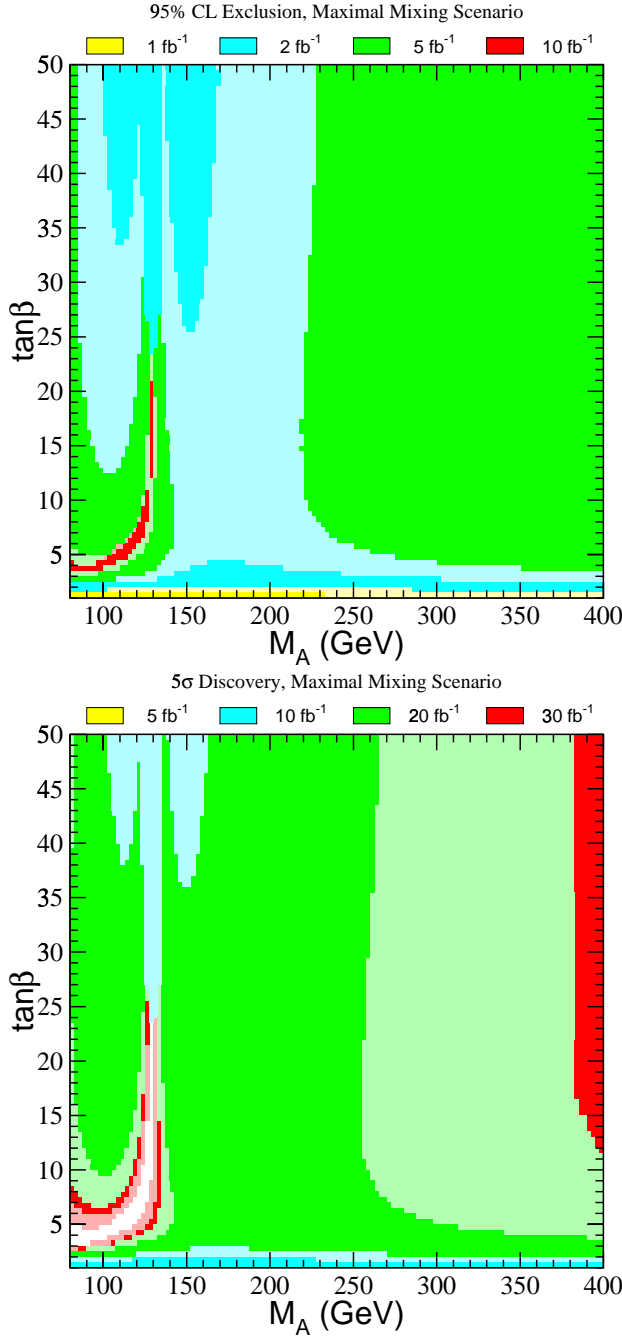 95% CL Exclusion, Maximal Mixing Scenario
1 fb⁻¹ 2 fb⁻¹ 5 fb⁻¹ 10 fb⁻¹
50
45
40
35
30
25
20
15
10
5
tanβ
100 150 200 250 300 350 400
M_A (GeV)
5σ Discovery, Maximal Mixing Scenario
5 fb⁻¹ 10 fb⁻¹ 20 fb⁻¹ 30 fb⁻¹
50
45
40
35
30
25
20
15
10
5
tanβ
100 150 200 250 300 350 400
M_A (GeV)